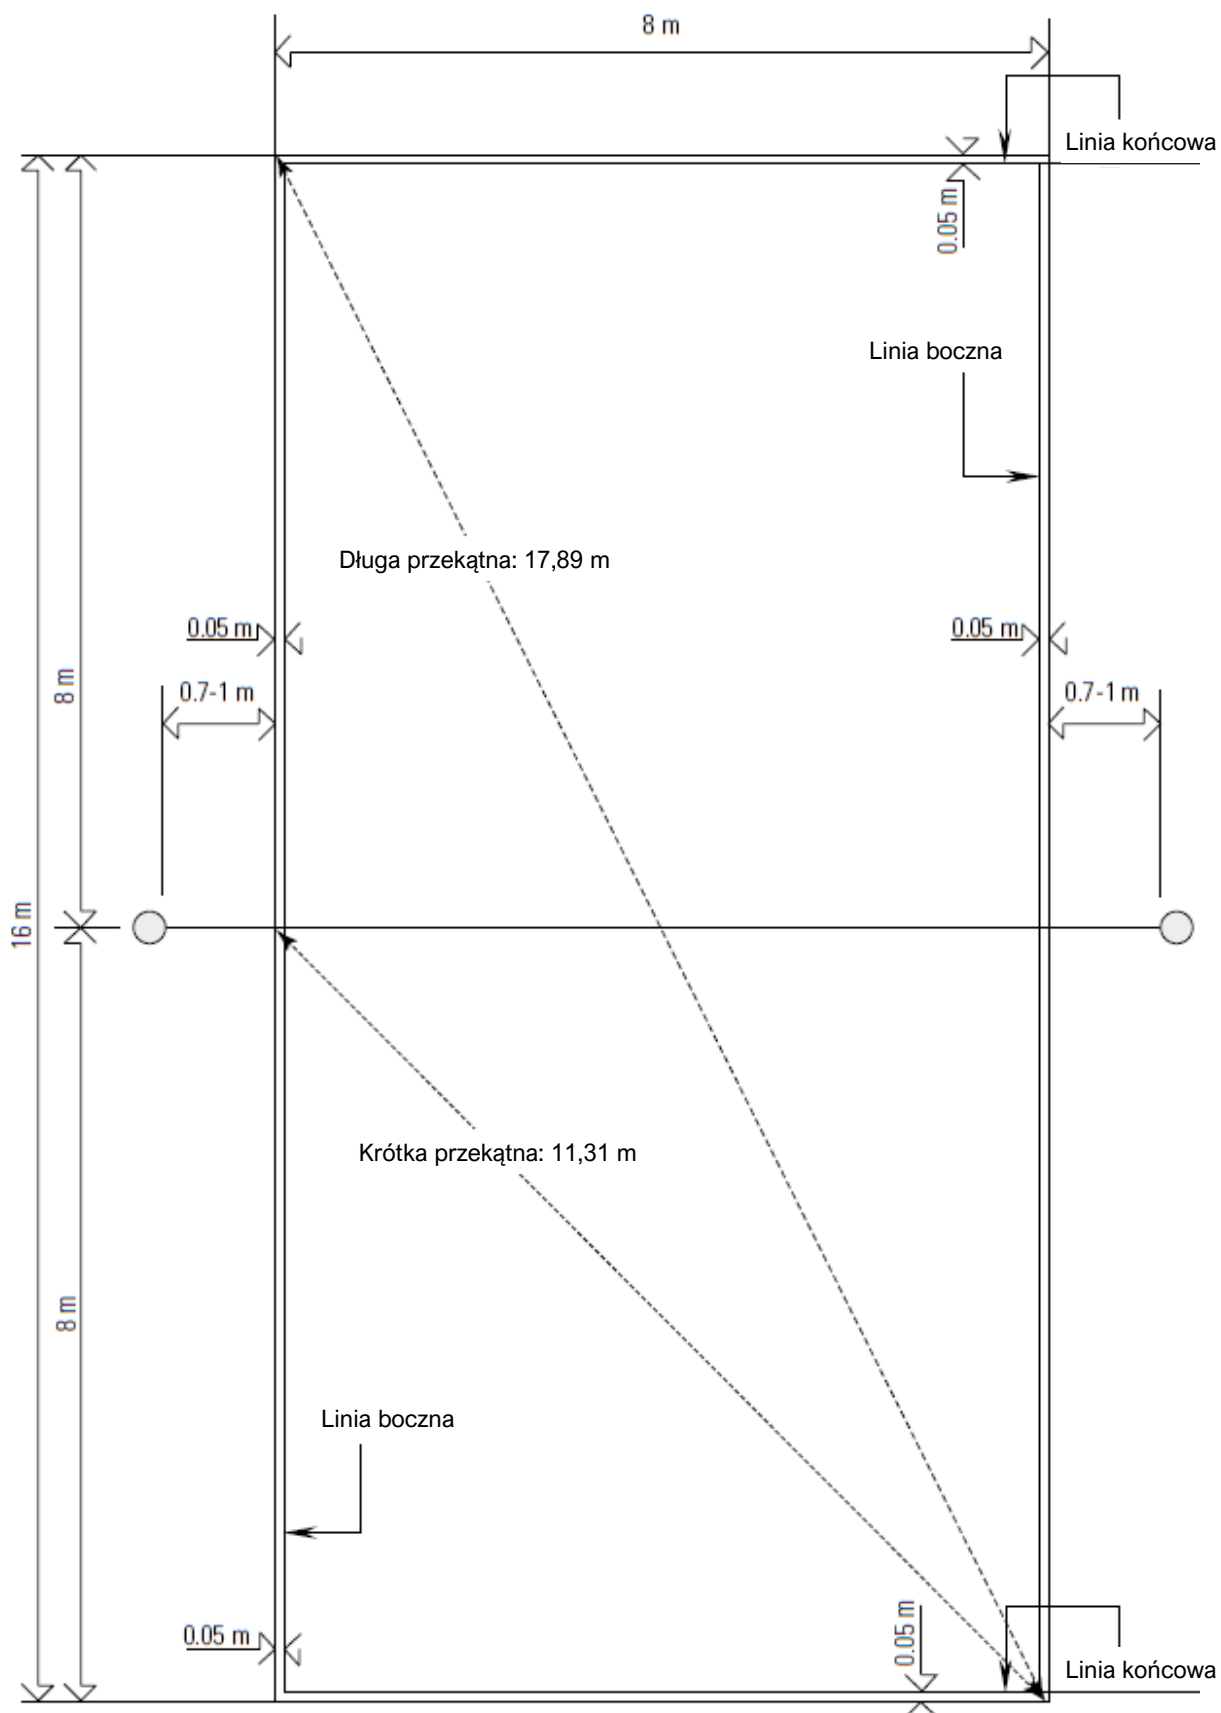 8 m
Linia końcowa
0.05 m
Linia boczna
Długa przekątna: 17,89 m
0.05 m
0.05 m
8 m
0.7-1 m
0.7-1 m
16 m
Krótka przekątna: 11,31 m
8 m
Linia boczna
0.05 m
0.05 m
Linia końcowa